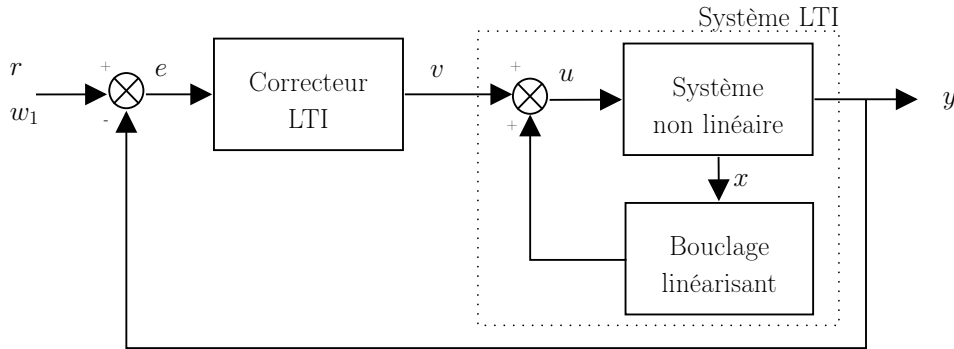 Système LTI
r
w₁
+
-
e
Correcteur
LTI
v
+
+
u
Système
non linéaire
y
x
Bouclage
linéarisant